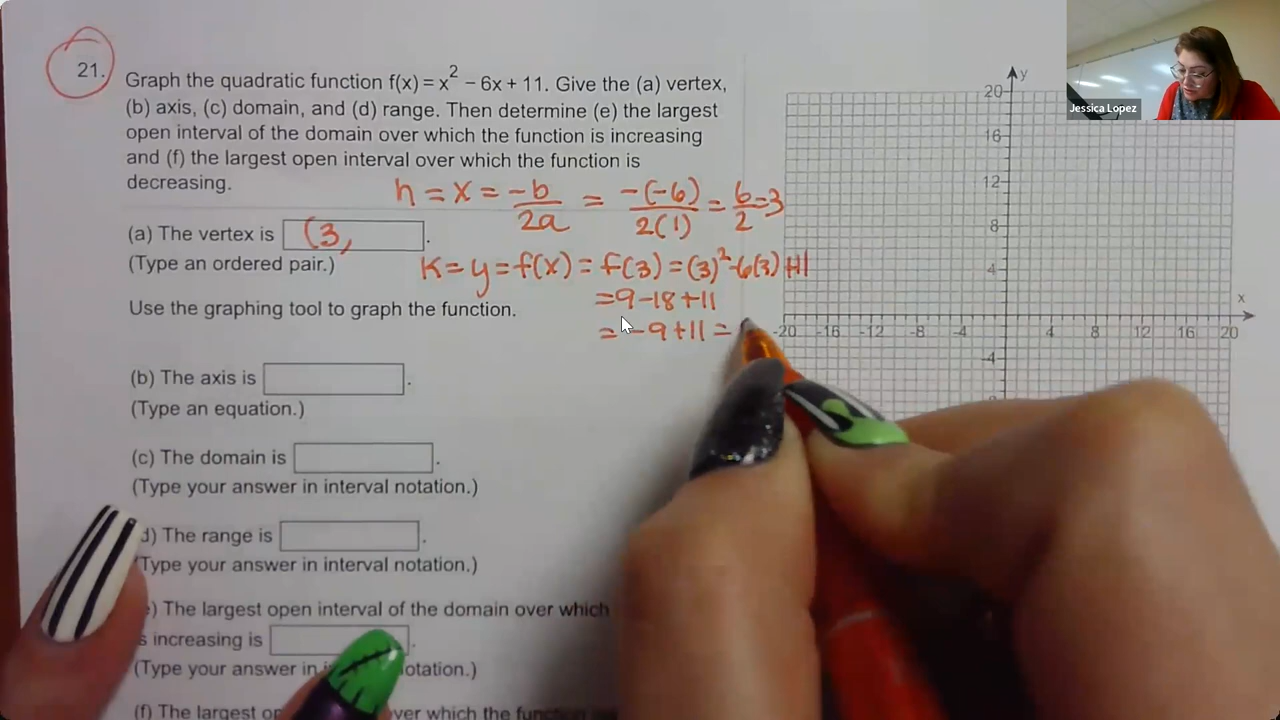 21.
Graph the quadratic function f(x) = x² − 6x + 11. Give the (a) vertex,
(b) axis, (c) domain, and (d) range. Then determine (e) the largest
open interval of the domain over which the function is increasing
and (f) the largest open interval over which the function is
decreasing.
h = x = -b/2a = -(-6)/2(1) = 6/2 = 3
(a) The vertex is (3, .
(Type an ordered pair.)
K = y = f(x) = f(3) = (3)² - 6(3) + 11
= 9 - 18 + 11
= -9 + 11 =
Use the graphing tool to graph the function.
(b) The axis is .
(Type an equation.)
(c) The domain is .
(Type your answer in interval notation.)
d) The range is .
Type your answer in interval notation.)
) The largest open interval of the domain over which
s increasing is .
(Type your answer in otation.)
(f) The largest op ver which the function
y
20
16
12
8
4
x
-20 -16 -12 -8 -4 4 8 12 16 20
-4
Jessica Lopez